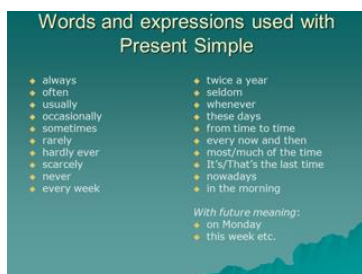 Words and expressions used with
Present Simple
always
often
usually
occasionally
sometimes
rarely
hardly ever
scarcely
never
every week
twice a year
seldom
whenever
these days
from time to time
every now and then
most/much of the time
It's/That's the last time
nowadays
in the morning
With future meaning:
on Monday
this week etc.